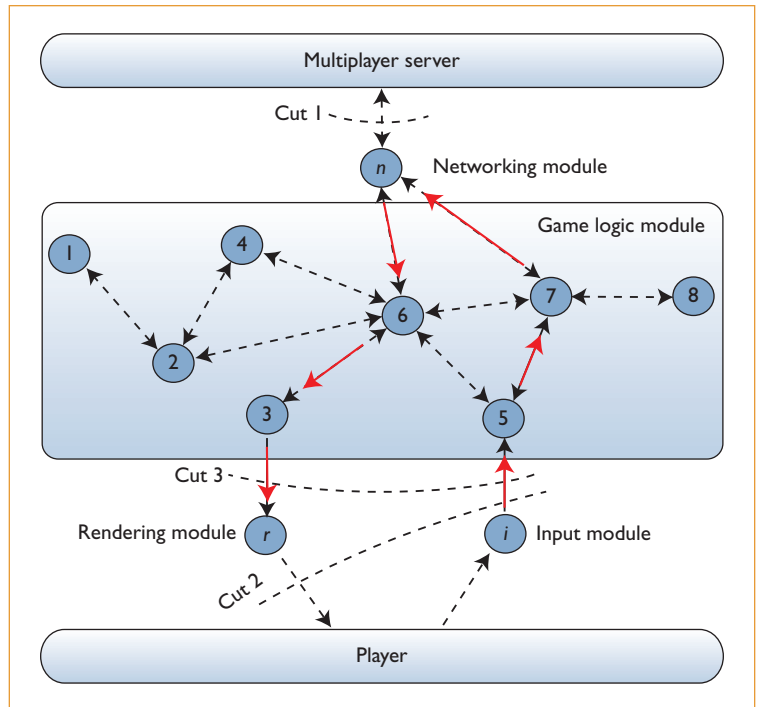 Multiplayer server
Cut 1
n
Networking module
Game logic module
1
4
6
7
8
2
3
5
Cut 3
Rendering module
r
i
Input module
Cut 2
Player